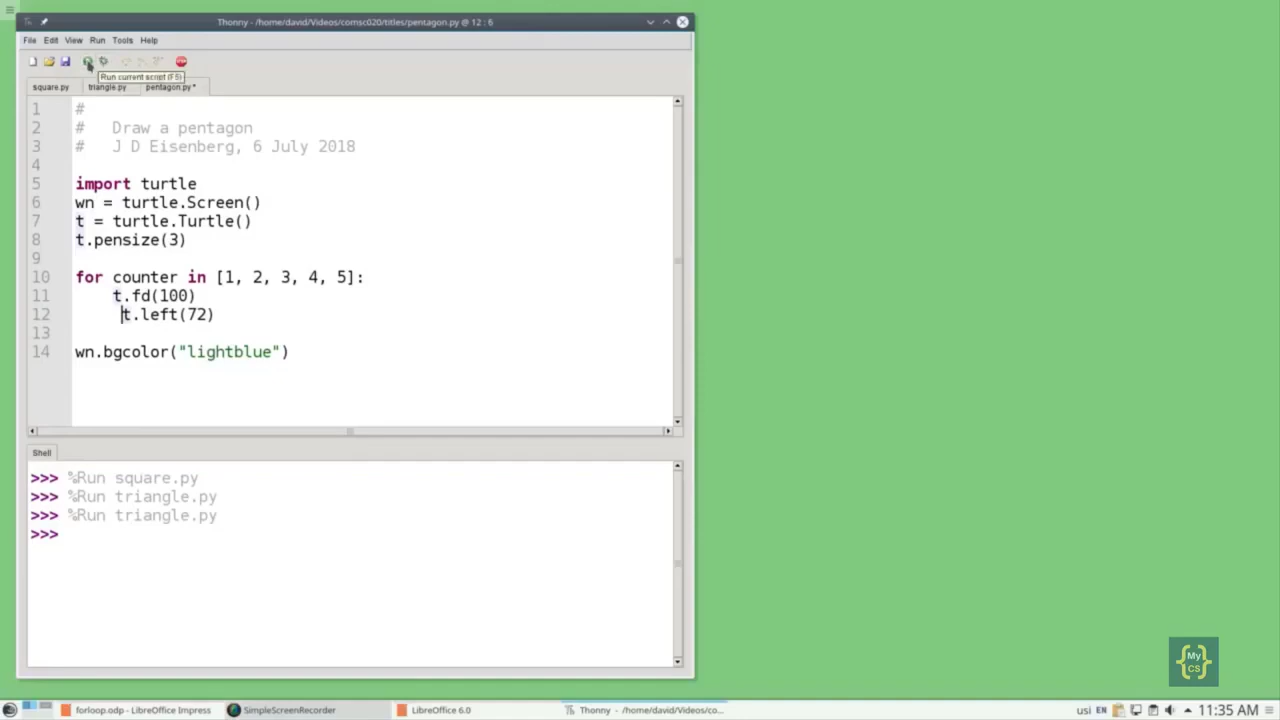 Thonny - /home/david/Videos/comsc020/titles/pentagon.py @ 12 : 6
File Edit View Run Tools Help
Run current script (F5)
square.py triangle.py pentagon.py *
1 #
2 #   Draw a pentagon
3 #   J D Eisenberg, 6 July 2018
4
5 import turtle
6 wn = turtle.Screen()
7 t = turtle.Turtle()
8 t.pensize(3)
9
10 for counter in [1, 2, 3, 4, 5]:
11     t.fd(100)
12      t.left(72)
13
14 wn.bgcolor("lightblue")
Shell
>>> %Run square.py
>>> %Run triangle.py
>>> %Run triangle.py
>>>
{My CS}
forloop.odp - LibreOffice Impress SimpleScreenRecorder LibreOffice 6.0 Thonny - /home/david/Videos/co... usi EN 11:35 AM